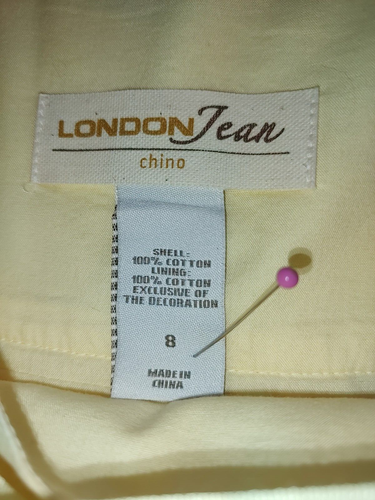 LONDON Jean
chino
SHELL:
100% COTTON
LINING:
100% COTTON
EXCLUSIVE OF
THE DECORATION
8
MADE IN
CHINA